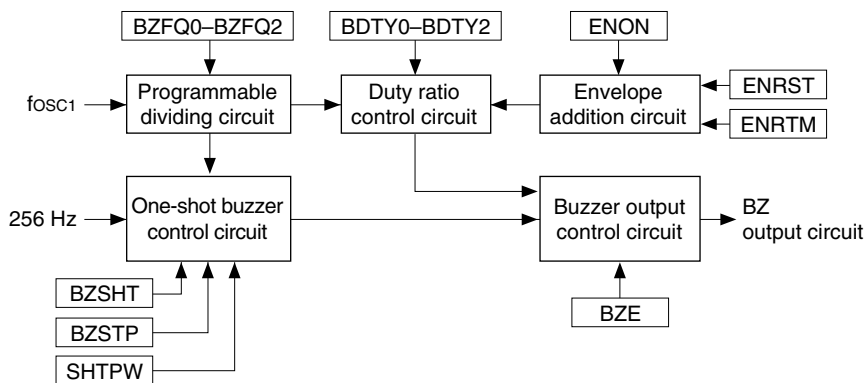 BZFQ0–BZFQ2
BDTY0–BDTY2
ENON
fOSC1
Programmable
dividing circuit
Duty ratio
control circuit
Envelope
addition circuit
ENRST
ENRTM
256 Hz
One-shot buzzer
control circuit
Buzzer output
control circuit
BZ
output circuit
BZSHT
BZSTP
SHTPW
BZE